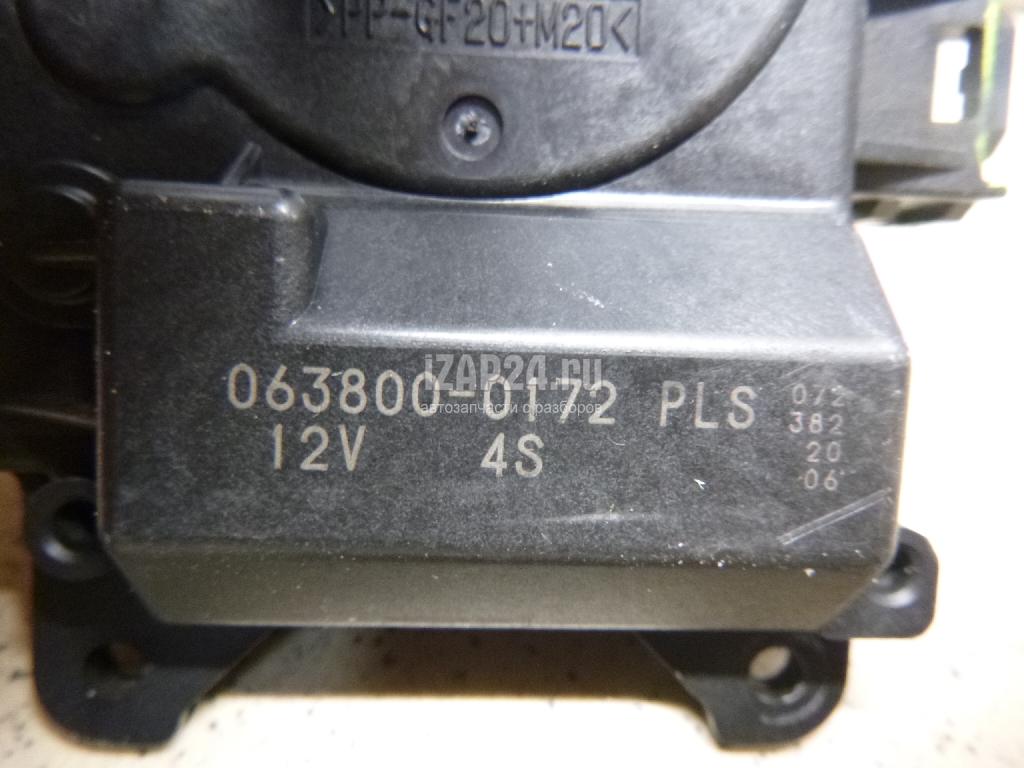 >PP-GF20+M20<
iZAP24.ru
автозапчасти с разборов
063800-0172 PLS
12V 4S
072
382
20
06